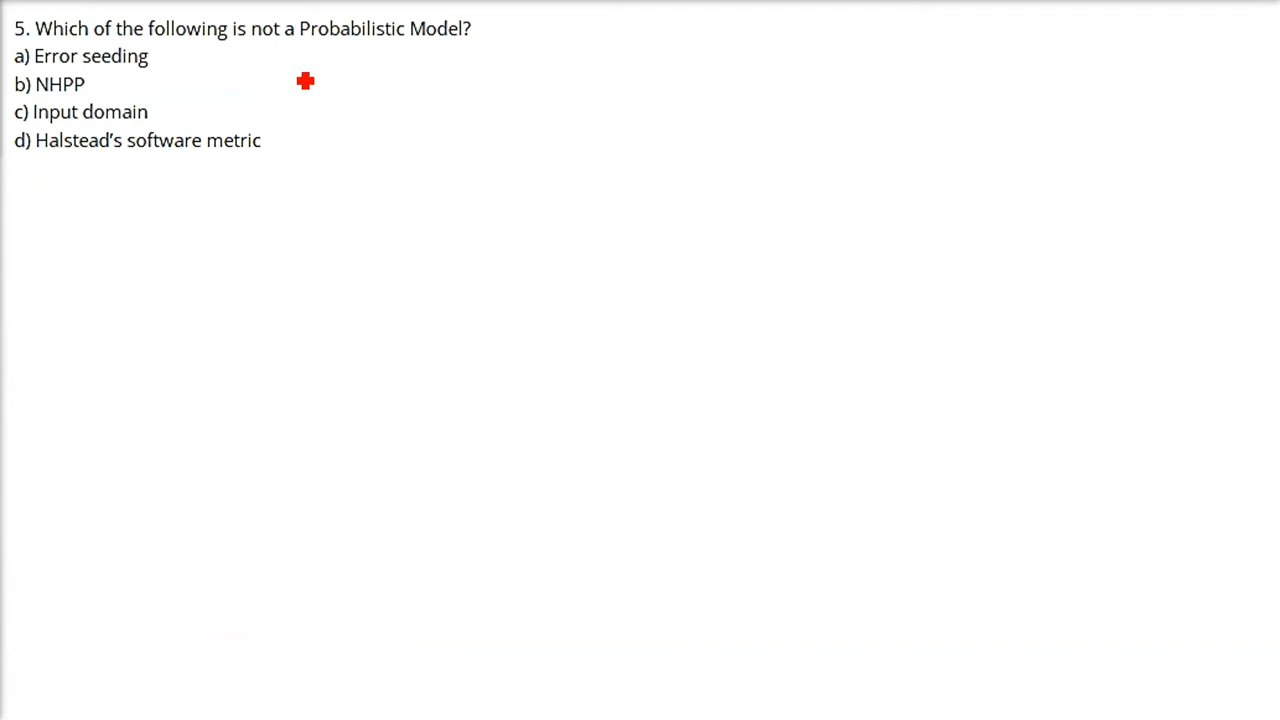 5. Which of the following is not a Probabilistic Model?
a) Error seeding
b) NHPP
c) Input domain
d) Halstead's software metric